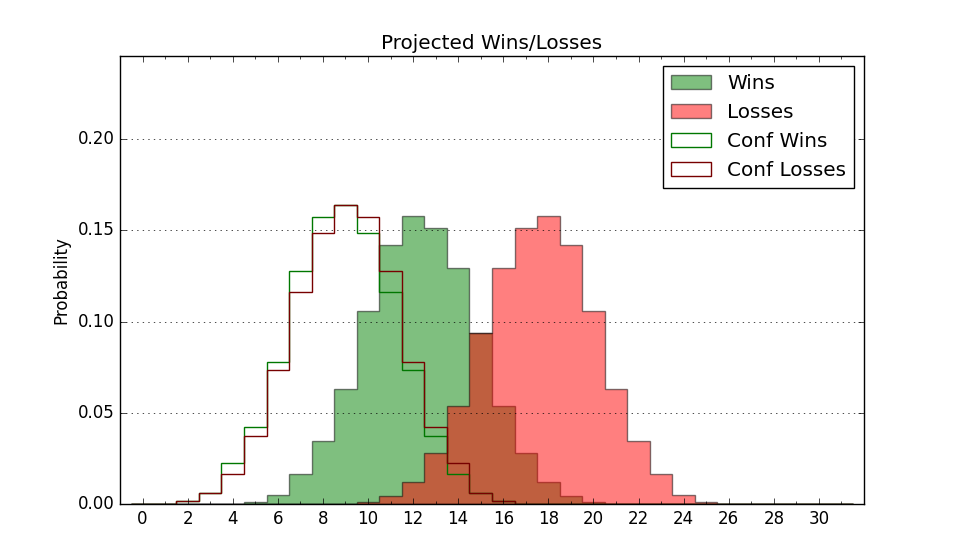 Projected Wins/Losses
Wins
Losses
Conf Wins
Conf Losses
Probability
0.20
0.15
0.10
0.05
0.00
0 2 4 6 8 10 12 14 16 18 20 22 24 26 28 30